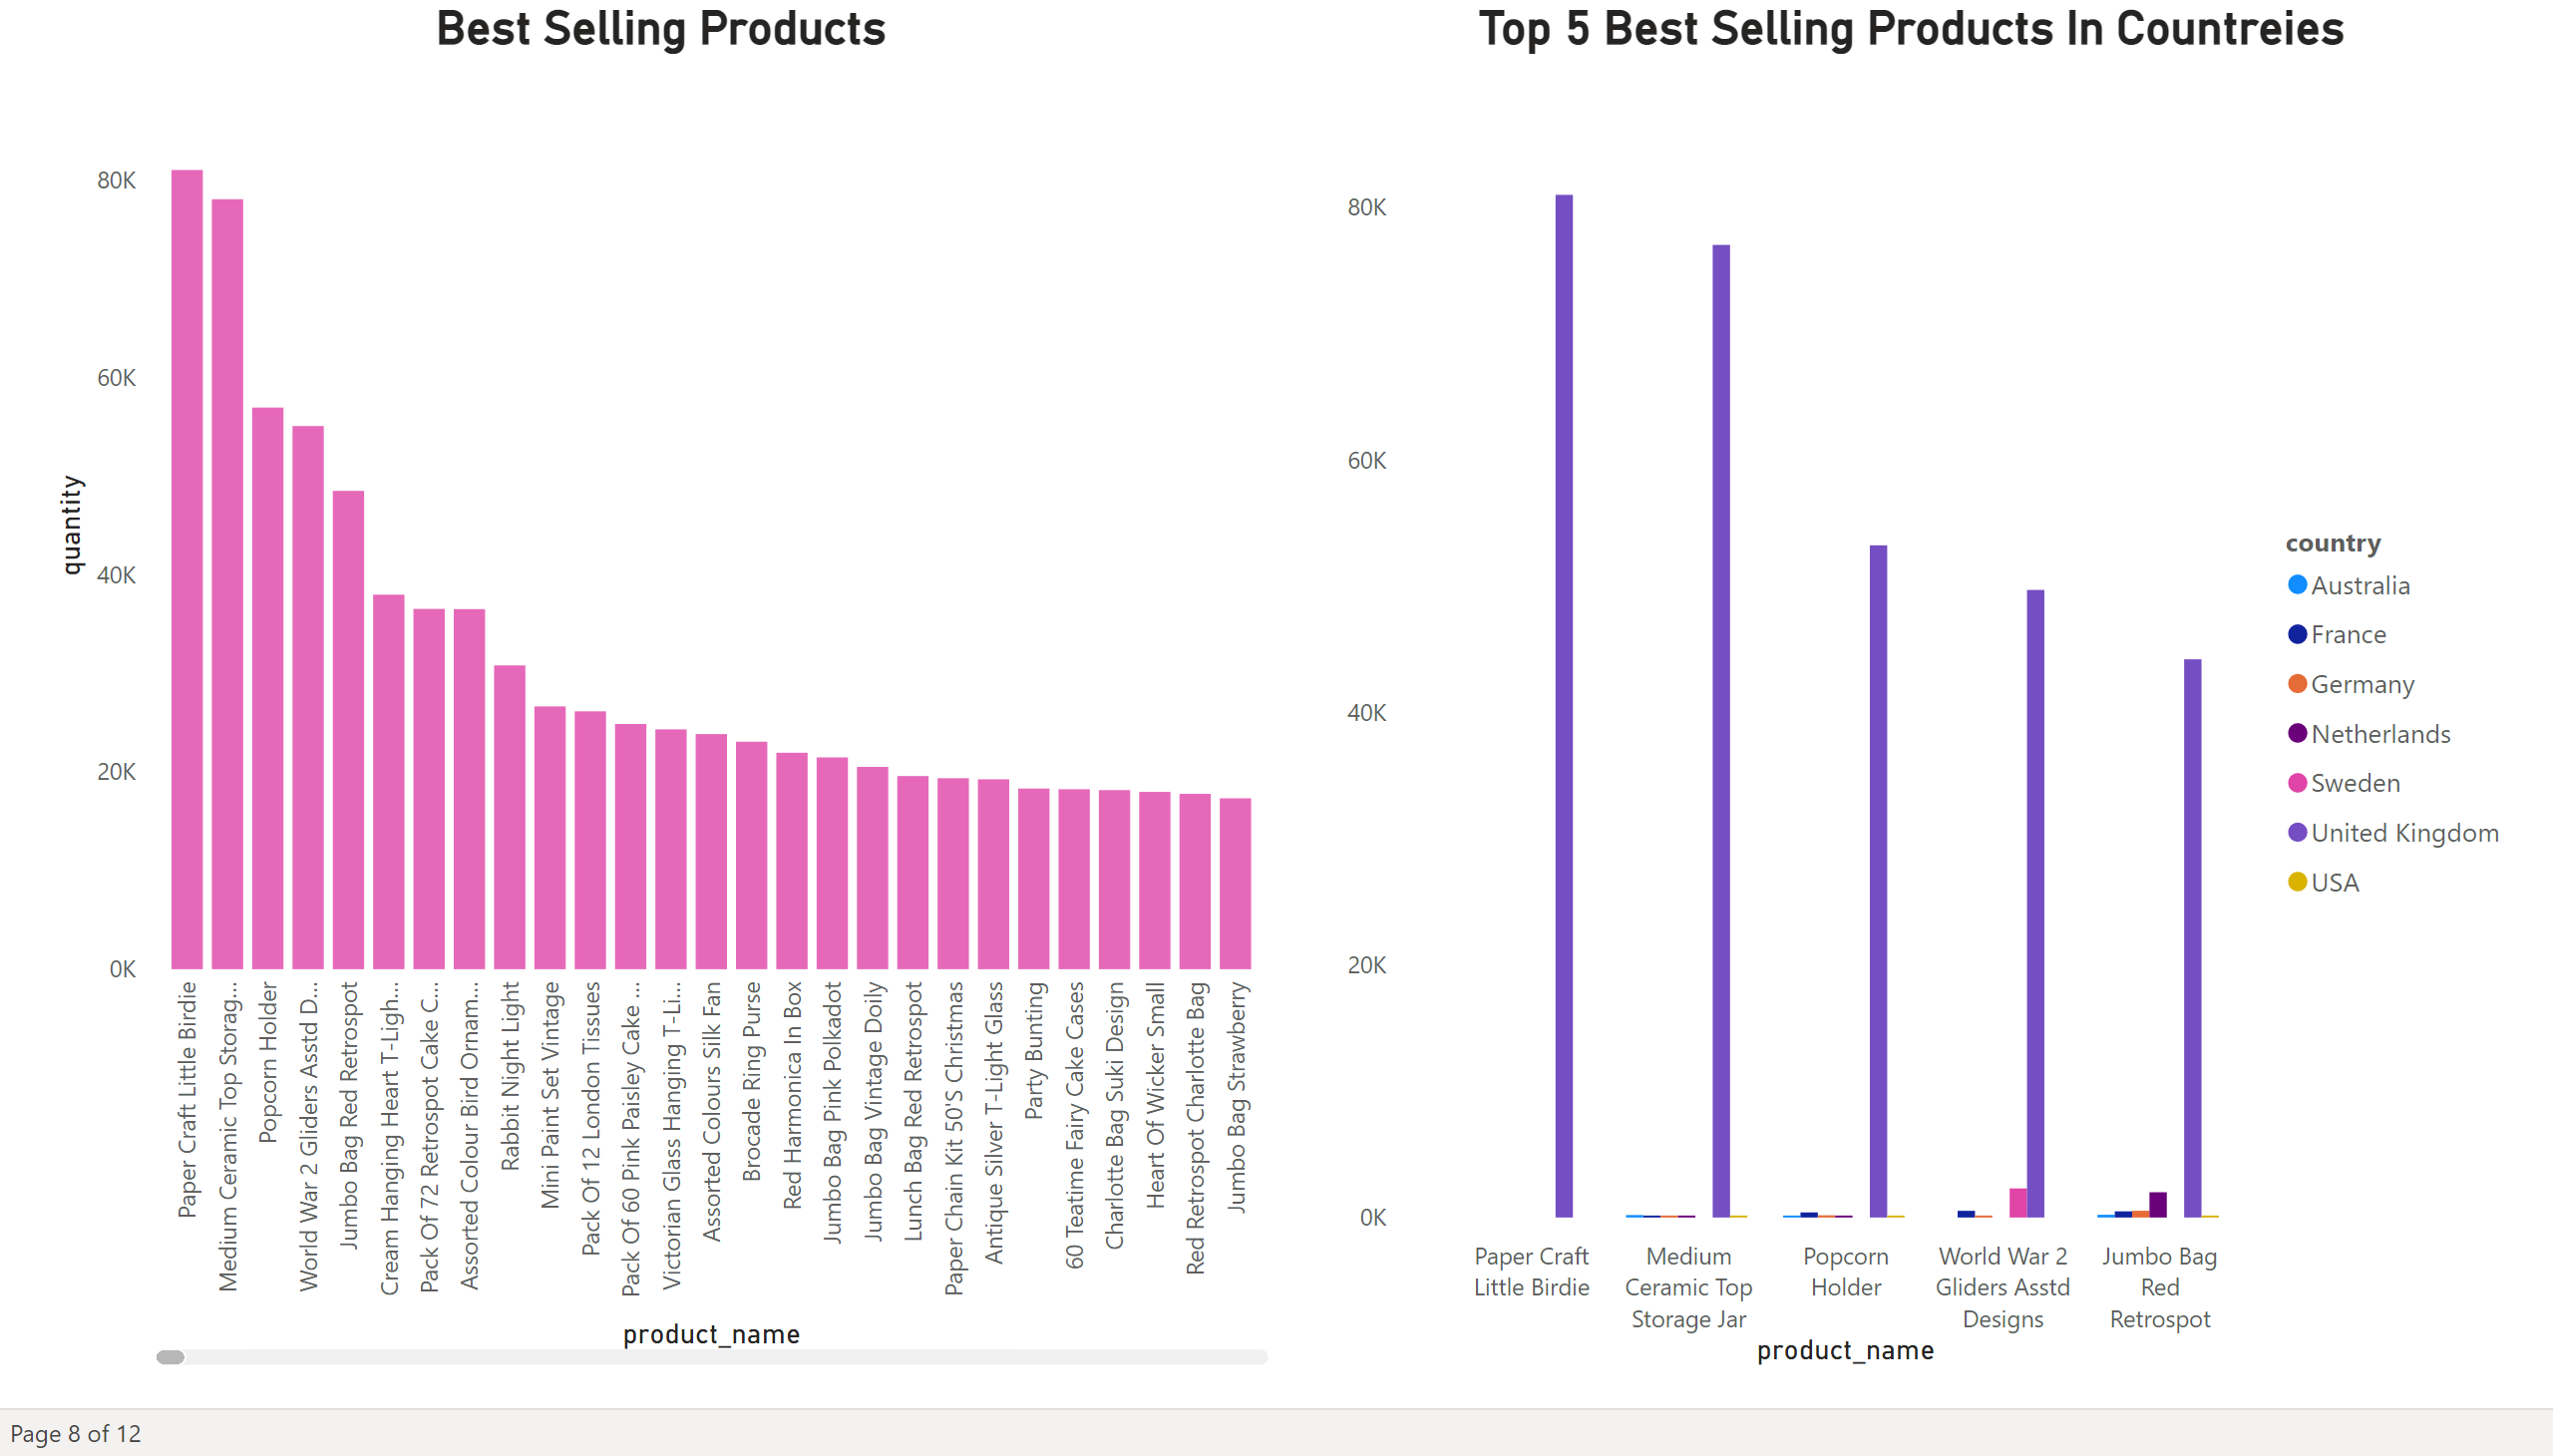 Best Selling Products
80K
60K
40K
20K
0K
quantity
Paper Craft Little Birdie
Medium Ceramic Top Storag...
Popcorn Holder
World War 2 Gliders Asstd D...
Jumbo Bag Red Retrospot
Cream Hanging Heart T-Ligh...
Pack Of 72 Retrospot Cake C...
Assorted Colour Bird Ornam...
Rabbit Night Light
Mini Paint Set Vintage
Pack Of 12 London Tissues
Pack Of 60 Pink Paisley Cake ...
Victorian Glass Hanging T-Li...
Assorted Colours Silk Fan
Brocade Ring Purse
Red Harmonica In Box
Jumbo Bag Pink Polkadot
Jumbo Bag Vintage Doily
Lunch Bag Red Retrospot
Paper Chain Kit 50'S Christmas
Antique Silver T-Light Glass
Party Bunting
60 Teatime Fairy Cake Cases
Charlotte Bag Suki Design
Heart Of Wicker Small
Red Retrospot Charlotte Bag
Jumbo Bag Strawberry
product_name
Top 5 Best Selling Products In Countreies
80K
60K
40K
20K
0K
Paper Craft
Little Birdie
Medium
Ceramic Top
Storage Jar
Popcorn
Holder
World War 2
Gliders Asstd
Designs
Jumbo Bag
Red
Retrospot
product_name
country
Australia
France
Germany
Netherlands
Sweden
United Kingdom
USA
Page 8 of 12